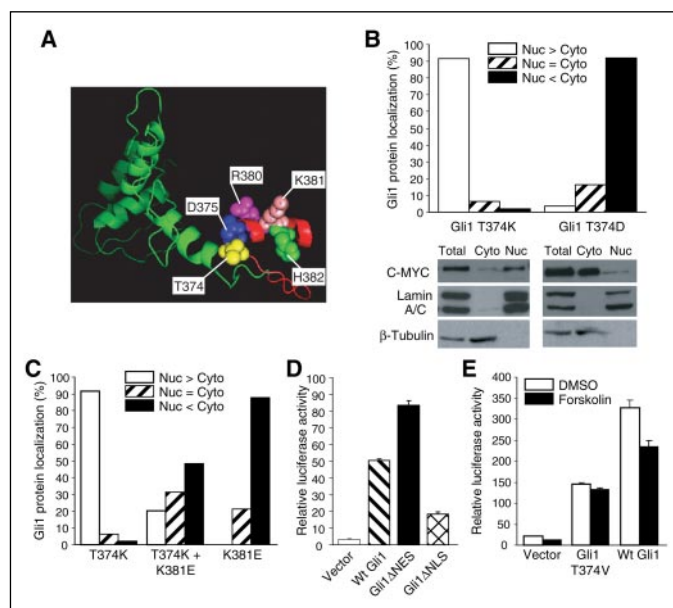 A
R380
K381
D375
T374
H382
B
Gli1 protein localization (%)
100
90
80
70
60
50
40
30
20
10
0
Nuc > Cyto
Nuc = Cyto
Nuc < Cyto
Gli1 T374K
Gli1 T374D
Total Cyto Nuc
Total Cyto Nuc
C-MYC
Lamin
A/C
β-Tubulin
C
Gli1 protein localization (%)
100
90
80
70
60
50
40
30
20
10
0
Nuc > Cyto
Nuc = Cyto
Nuc < Cyto
T374K
T374K +
K381E
K381E
D
Relative luciferase activity
100
90
80
70
60
50
40
30
20
10
0
Vector
Wt Gli1
Gli1ΔNES
Gli1ΔNLS
E
Relative luciferase activity
400
350
300
250
200
150
100
50
0
DMSO
Forskolin
Vector
Gli1
T374V
Wt Gli1